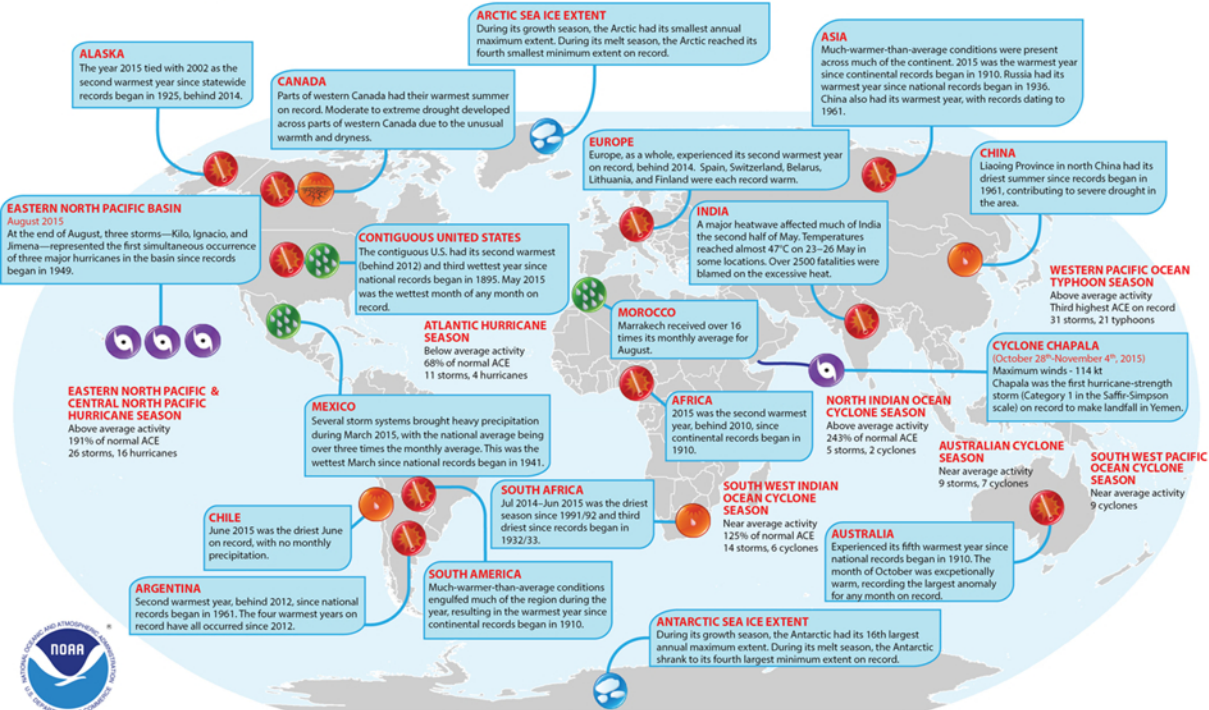 ARCTIC SEA ICE EXTENT
During its growth season, the Arctic had its smallest annual
maximum extent. During its melt season, the Arctic reached its
fourth smallest minimum extent on record.
ALASKA
The year 2015 tied with 2002 as the
second warmest year since statewide
records began in 1925, behind 2014.
CANADA
Parts of western Canada had their warmest summer
on record. Moderate to extreme drought developed
across parts of western Canada due to the unusual
warmth and dryness.
ASIA
Much-warmer-than-average conditions were present
across much of the continent. 2015 was the warmest year
since continental records began in 1910. Russia had its
warmest year since national records began in 1936.
China also had its warmest year, with records dating to
1961.
EUROPE
Europe, as a whole, experienced its second warmest year
on record, behind 2014. Spain, Switzerland, Belarus,
Lithuania, and Finland were each record warm.
CHINA
Liaoing Province in north China had its
driest summer since records began in
1961, contributing to severe drought in
the area.
EASTERN NORTH PACIFIC BASIN
August 2015
At the end of August, three storms—Kilo, Ignacio, and
Jimena—represented the first simultaneous occurrence
of three major hurricanes in the basin since records
began in 1949.
CONTIGUOUS UNITED STATES
The contiguous U.S. had its second warmest
(behind 2012) and third wettest year since
national records began in 1895. May 2015
was the wettest month of any month on
record.
INDIA
A major heatwave affected much of India
the second half of May. Temperatures
reached almost 47°C on 23–26 May in
some locations. Over 2500 fatalities were
blamed on the excessive heat.
WESTERN PACIFIC OCEAN
TYPHOON SEASON
Above average activity
Third highest ACE on record
31 storms, 21 typhoons
MOROCCO
Marrakech received over 16
times its monthly average for
August.
ATLANTIC HURRICANE
SEASON
Below average activity
68% of normal ACE
11 storms, 4 hurricanes
CYCLONE CHAPALA
(October 28th-November 4th, 2015)
Maximum winds - 114 kt
Chapala was the first hurricane-strength
storm (Category 1 in the Saffir-Simpson
scale) on record to make landfall in Yemen.
EASTERN NORTH PACIFIC &
CENTRAL NORTH PACIFIC
HURRICANE SEASON
Above average activity
191% of normal ACE
26 storms, 16 hurricanes
MEXICO
Several storm systems brought heavy precipitation
during March 2015, with the national average being
over three times the monthly average. This was the
wettest March since national records began in 1941.
AFRICA
2015 was the second warmest
year, behind 2010, since
continental records began in
1910.
NORTH INDIAN OCEAN
CYCLONE SEASON
Above average activity
243% of normal ACE
5 storms, 2 cyclones
AUSTRALIAN CYCLONE
SEASON
Near average activity
9 storms, 7 cyclones
SOUTH WEST PACIFIC
OCEAN CYCLONE
SEASON
Near average activity
9 cyclones
SOUTH AFRICA
Jul 2014–Jun 2015 was the driest
season since 1991/92 and third
driest since records began in
1932/33.
SOUTH WEST INDIAN
OCEAN CYCLONE
SEASON
Near average activity
125% of normal ACE
14 storms, 6 cyclones
CHILE
June 2015 was the driest June
on record, with no monthly
precipitation.
AUSTRALIA
Experienced its fifth warmest year since
national records began in 1910. The
month of October was excpetionally
warm, recording the largest anomaly
for any month on record.
ARGENTINA
Second warmest year, behind 2012, since national
records began in 1961. The four warmest years on
record have all occurred since 2012.
SOUTH AMERICA
Much-warmer-than-average conditions
engulfed much of the region during the
year, resulting in the warmest year since
continental records began in 1910.
ANTARCTIC SEA ICE EXTENT
During its growth season, the Antarctic had its 16th largest
annual maximum extent. During its melt season, the Antarctic
shrank to its fourth largest minimum extent on record.
NATIONAL OCEANIC AND ATMOSPHERIC ADMINISTRATION
NOAA